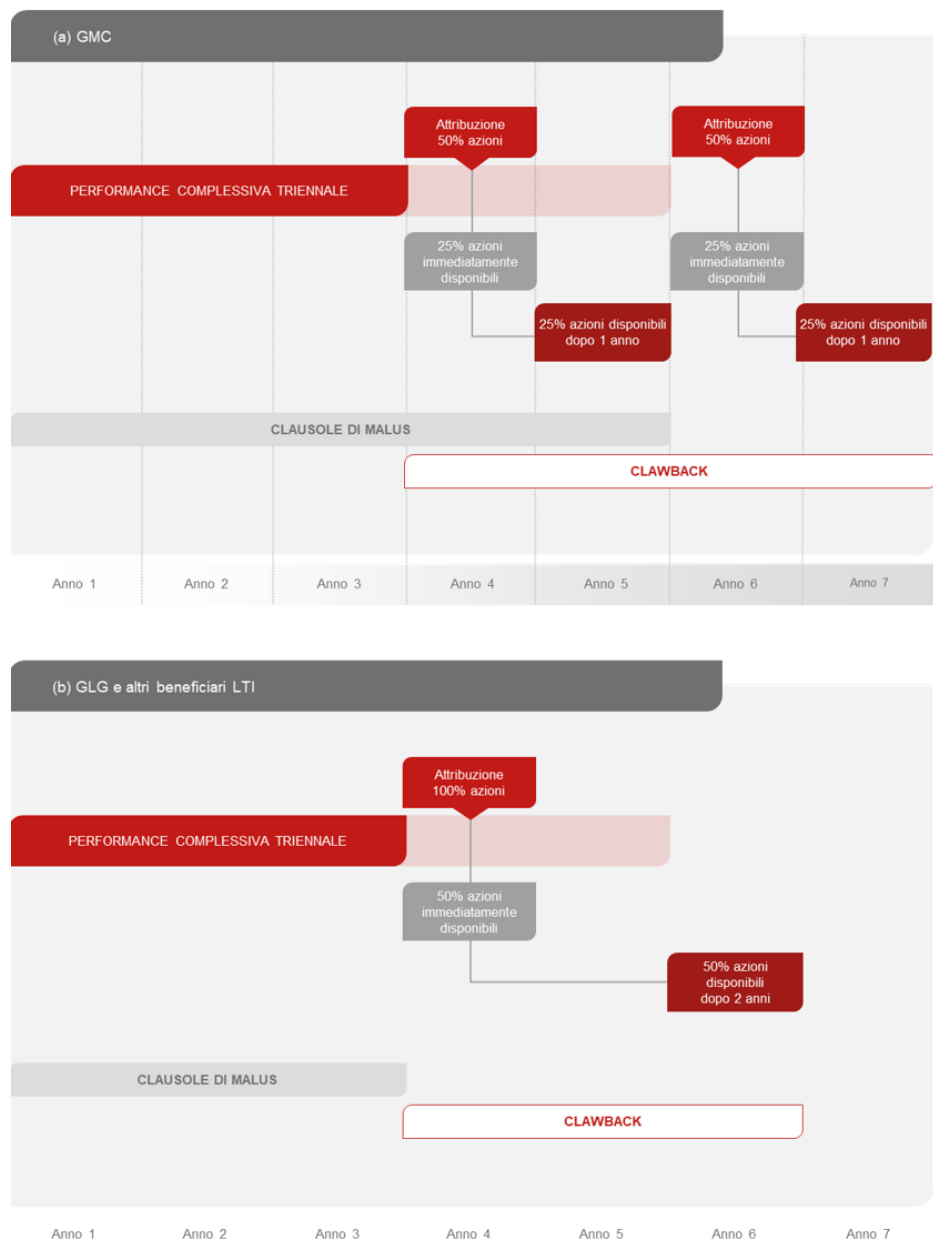 (a) GMC
Attribuzione
50% azioni
Attribuzione
50% azioni
PERFORMANCE COMPLESSIVA TRIENNALE
25% azioni
immediatamente
disponibili
25% azioni
immediatamente
disponibili
25% azioni disponibili
dopo 1 anno
25% azioni disponibili
dopo 1 anno
CLAUSOLE DI MALUS
CLAWBACK
Anno 1 Anno 2 Anno 3 Anno 4 Anno 5 Anno 6 Anno 7
(b) GLG e altri beneficiari LTI
Attribuzione
100% azioni
PERFORMANCE COMPLESSIVA TRIENNALE
50% azioni
immediatamente
disponibili
50% azioni
disponibili
dopo 2 anni
CLAUSOLE DI MALUS
CLAWBACK
Anno 1 Anno 2 Anno 3 Anno 4 Anno 5 Anno 6 Anno 7